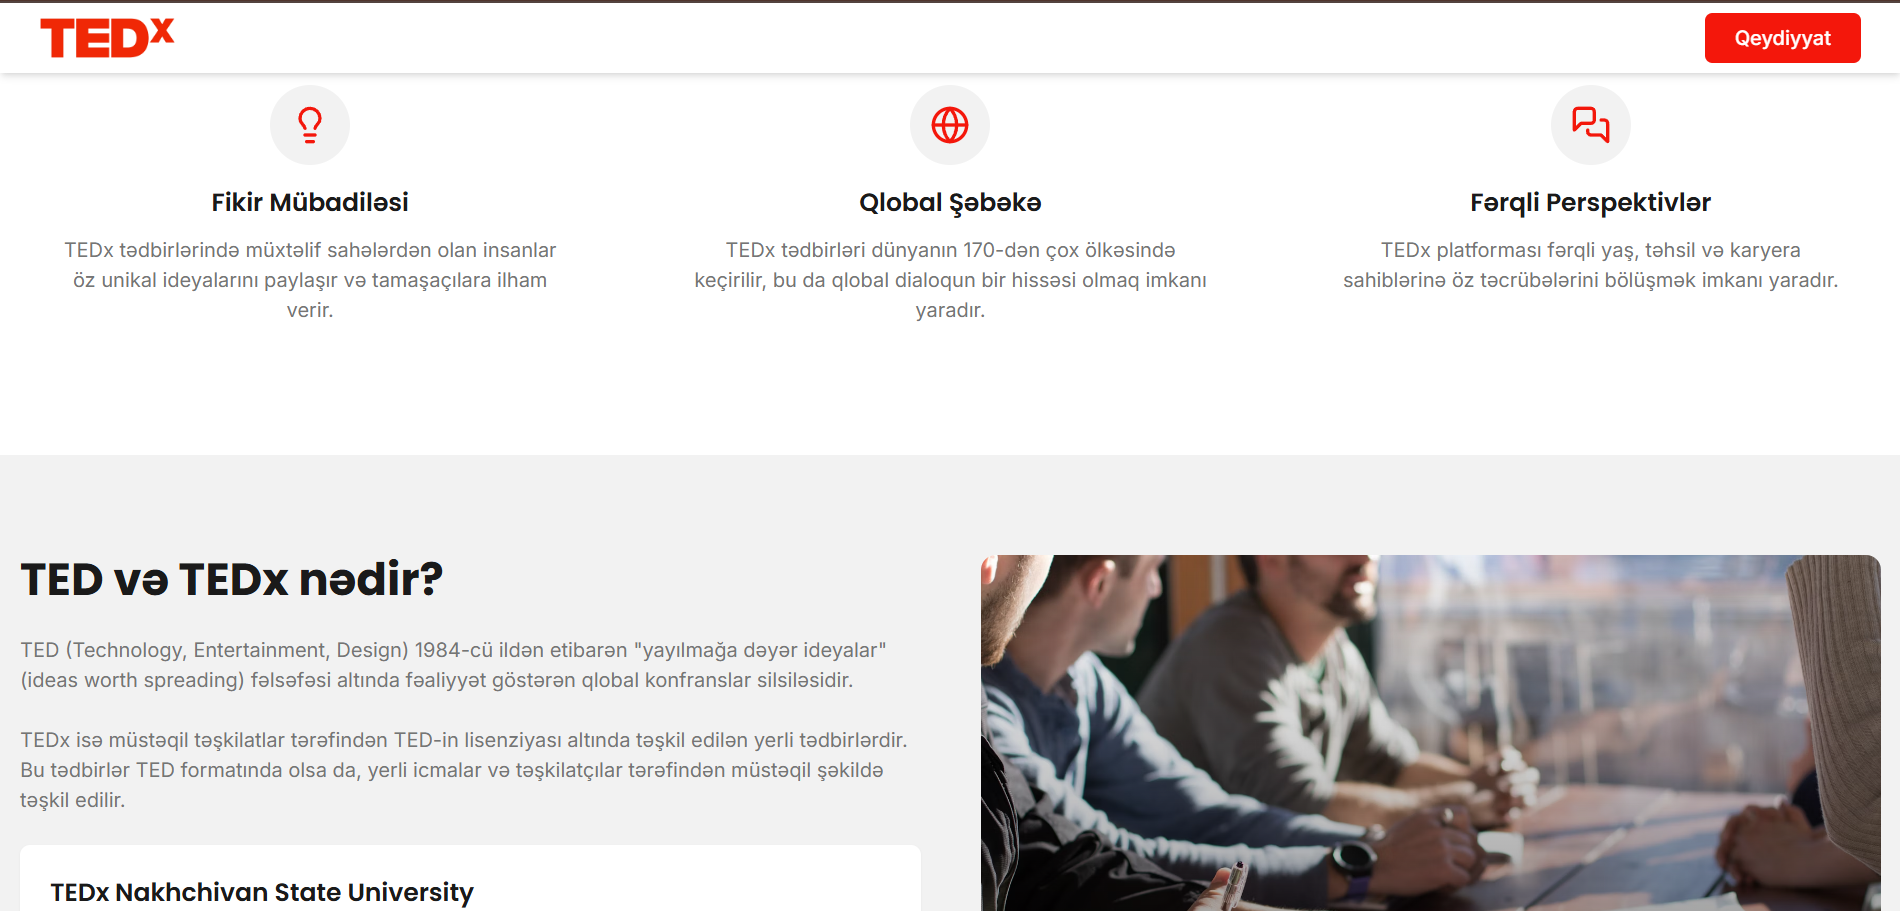 TEDx
Qeydiyyat
Fikir Mübadiləsi
TEDx tədbirlərində müxtəlif sahələrdən olan insanlar
öz unikal ideyalarını paylaşır və tamaşaçılara ilham
verir.
Qlobal Şəbəkə
TEDx tədbirləri dünyanın 170-dən çox ölkəsində
keçirilir, bu da qlobal dialoqun bir hissəsi olmaq imkanı
yaradır.
Fərqli Perspektivlər
TEDx platforması fərqli yaş, təhsil və karyera
sahiblərinə öz təcrübələrini bölüşmək imkanı yaradır.
TED və TEDx nədir?
TED (Technology, Entertainment, Design) 1984-cü ildən etibarən "yayılmağa dəyər ideyalar"
(ideas worth spreading) fəlsəfəsi altında fəaliyyət göstərən qlobal konfranslar silsiləsidir.
TEDx isə müstəqil təşkilatlar tərəfindən TED-in lisenziyası altında təşkil edilən yerli tədbirlərdir.
Bu tədbirlər TED formatında olsa da, yerli icmalar və təşkilatçılar tərəfindən müstəqil şəkildə
təşkil edilir.
TEDx Nakhchivan State University